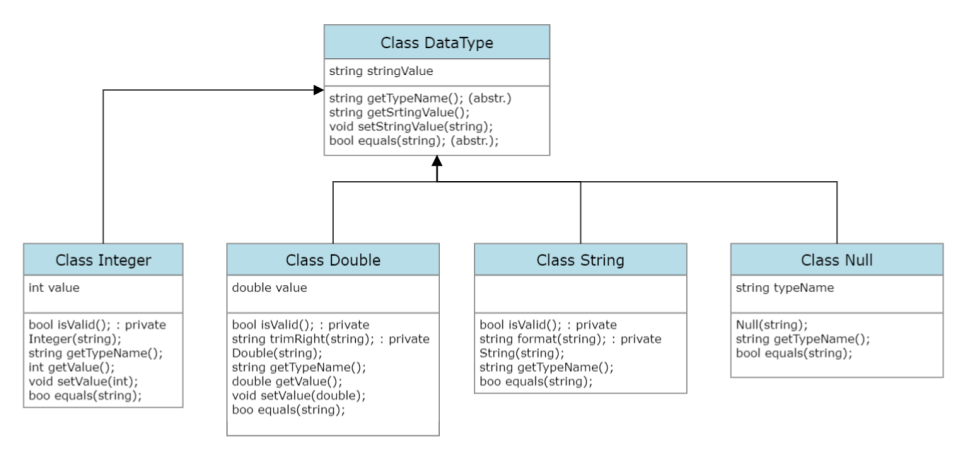 Class DataType
string stringValue
string getTypeName(); (abstr.)
string getSrtingValue();
void setStringValue(string);
bool equals(string); (abstr.);
Class Integer
int value
bool isValid(); : private
Integer(string);
string getTypeName();
int getValue();
void setValue(int);
boo equals(string);
Class Double
double value
bool isValid(); : private
string trimRight(string); : private
Double(string);
string getTypeName();
double getValue();
void setValue(double);
boo equals(string);
Class String
bool isValid(); : private
string format(string); : private
String(string);
string getTypeName();
boo equals(string);
Class Null
string typeName
Null(string);
string getTypeName();
bool equals(string);